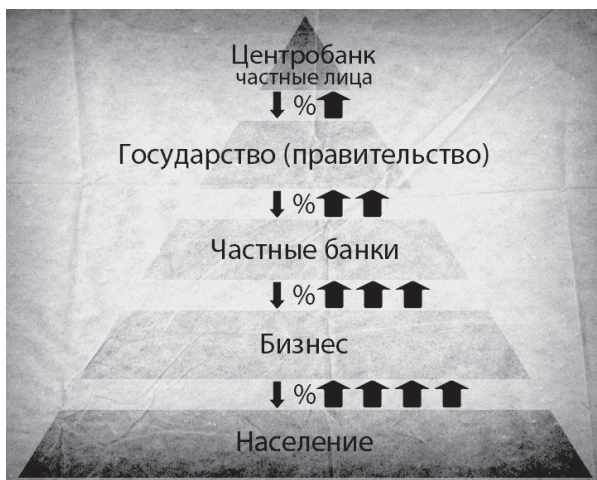 Центробанк
частные лица
%
Государство (правительство)
%
Частные банки
%
Бизнес
%
Население